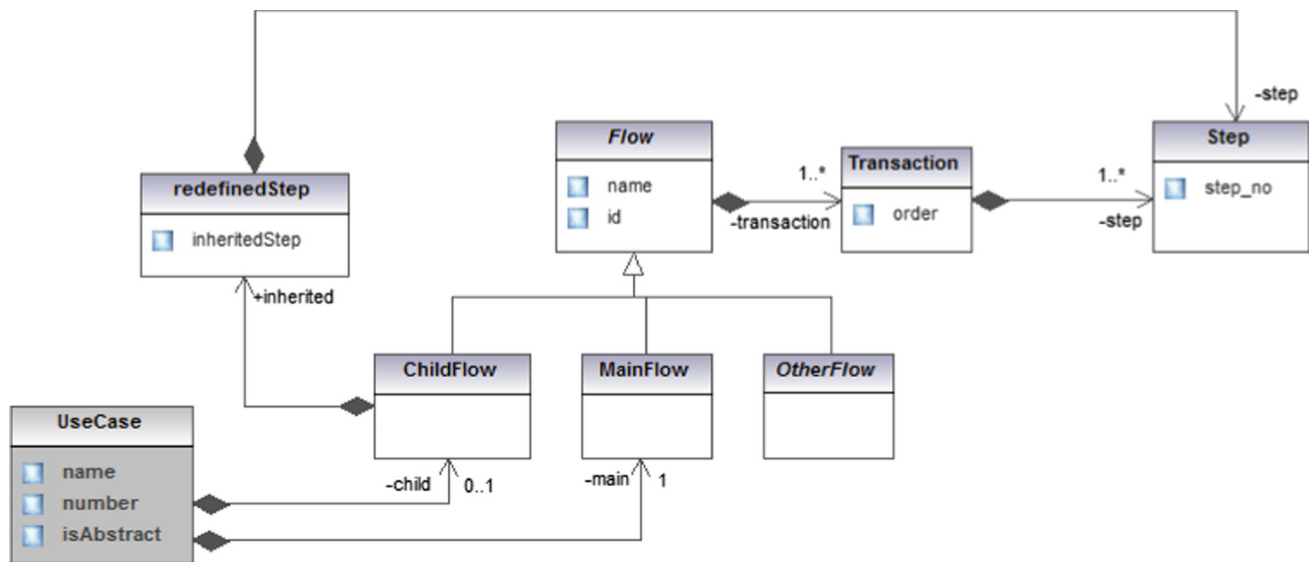 -step
Flow
name
id
1..*
-transaction
Transaction
order
1..*
-step
Step
step_no
redefinedStep
inheritedStep
+inherited
ChildFlow
MainFlow
OtherFlow
UseCase
name
number
isAbstract
-child
0..1
-main
1